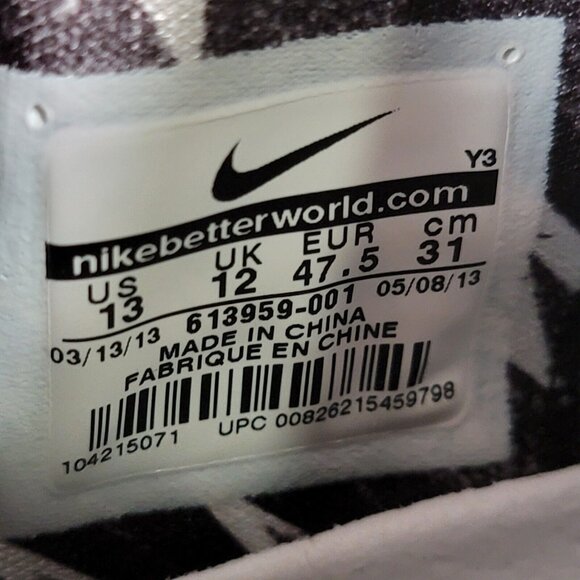 Y3
nikebetterworld.com
US UK EUR cm
13 12 47.5 31
03/13/13 613959-001 05/08/13
MADE IN CHINA
FABRIQUE EN CHINE
104215071 UPC 00826215459798